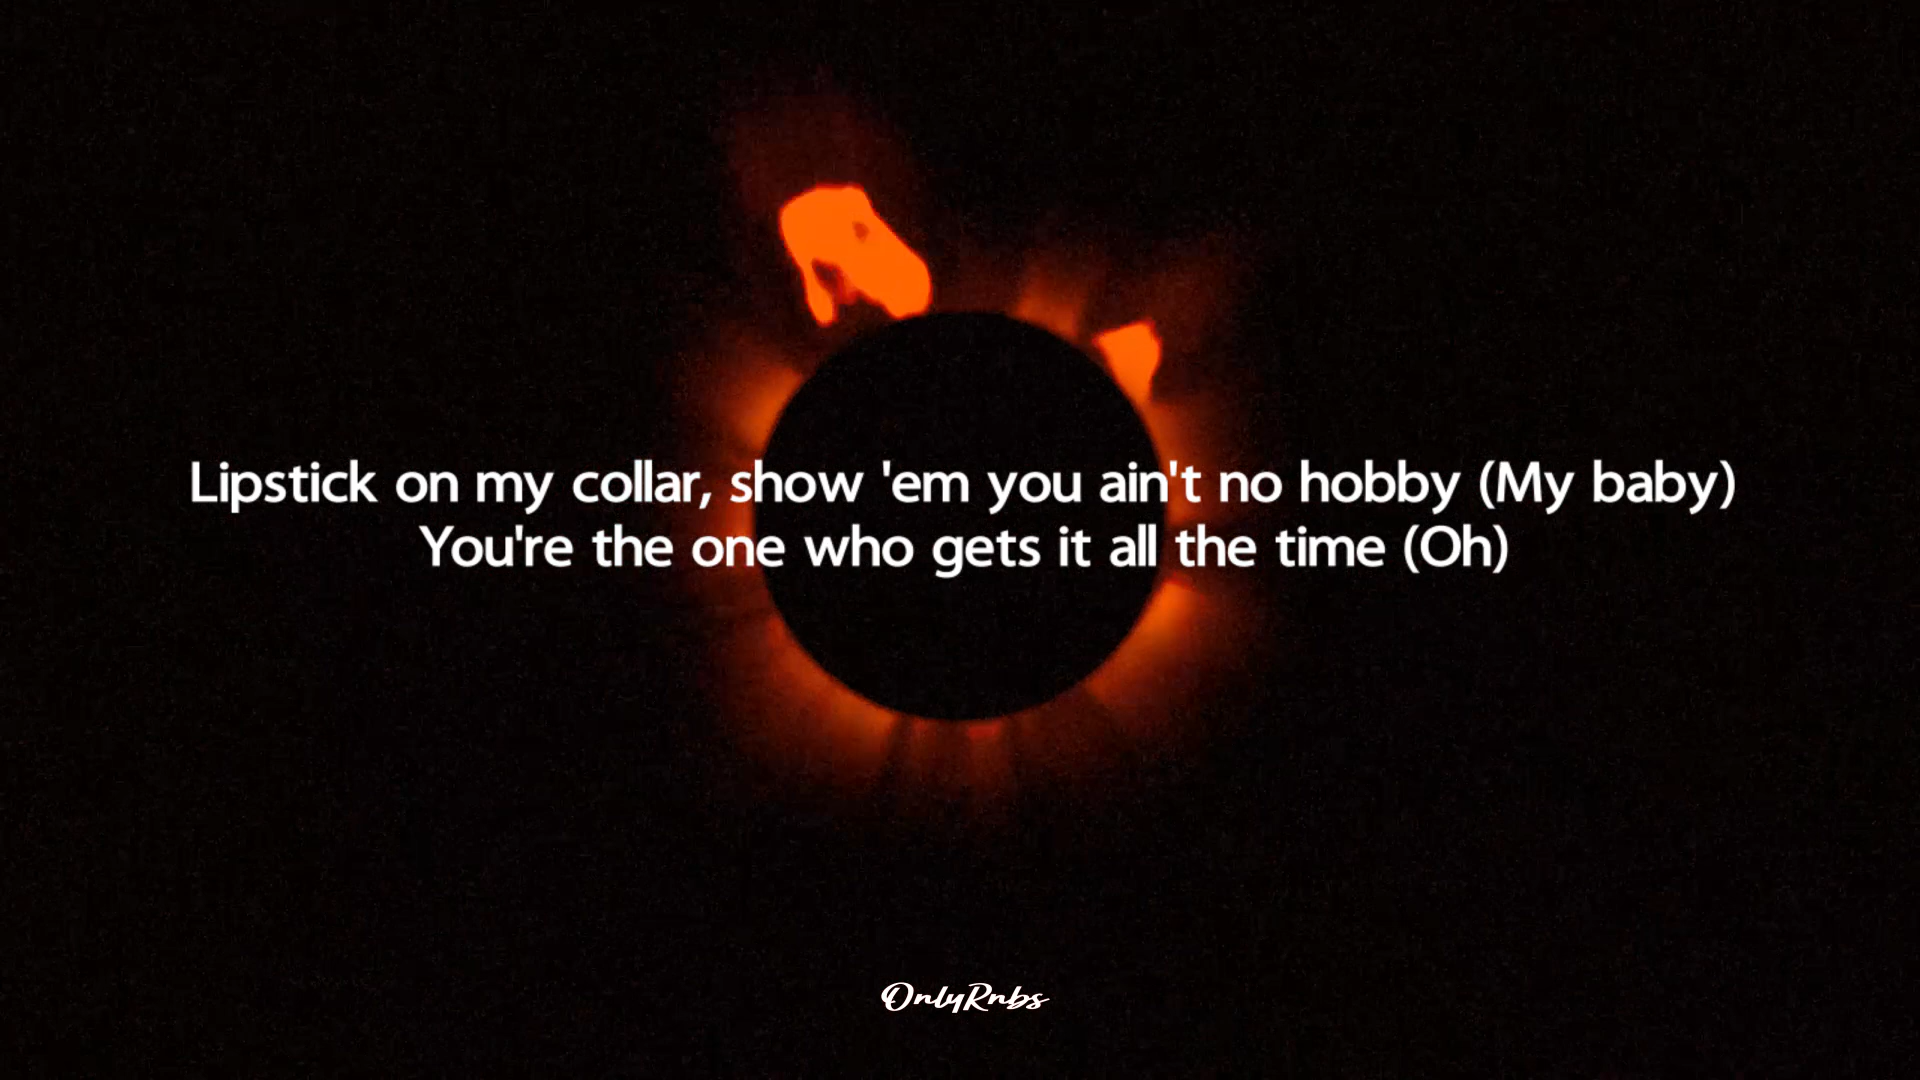 Lipstick on my collar, show 'em you ain't no hobby (My baby)
You're the one who gets it all the time (Oh)
OnlyRnbs